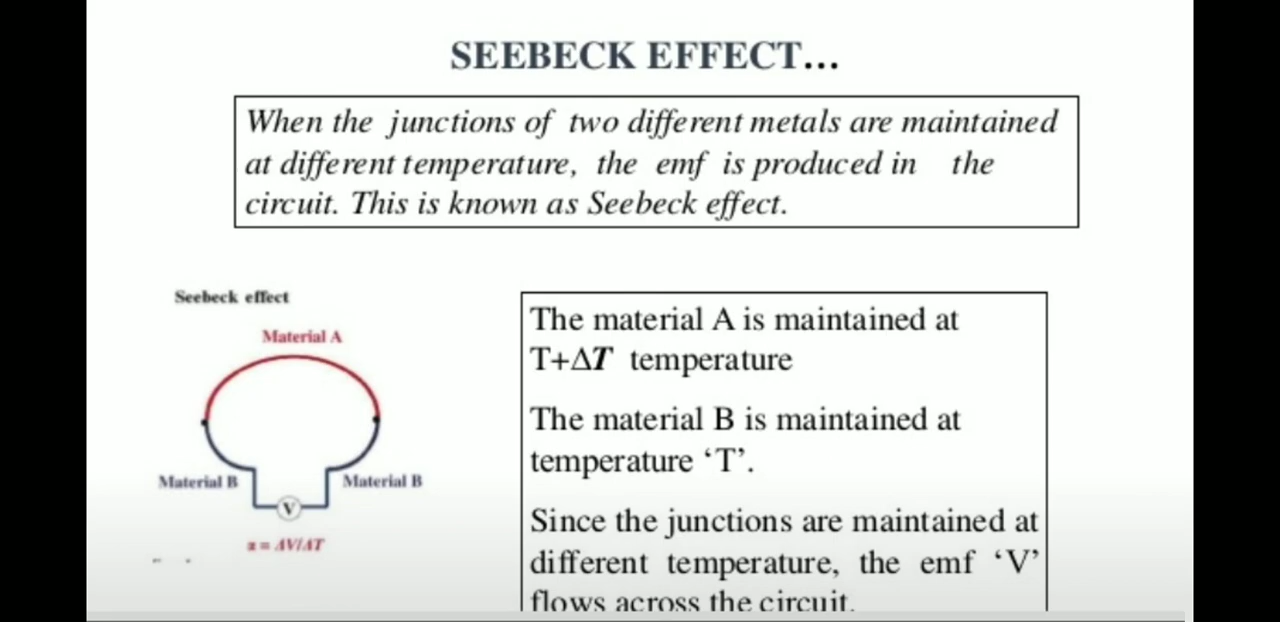 SEEBECK EFFECT...
When the junctions of two different metals are maintained
at different temperature, the emf is produced in the
circuit. This is known as Seebeck effect.
Seebeck effect
Material A
Material B
Material B
V
α = ΔV/ΔT
The material A is maintained at
T+ΔT temperature
The material B is maintained at
temperature ‘T’.
Since the junctions are maintained at
different temperature, the emf ‘V’
flows across the circuit.